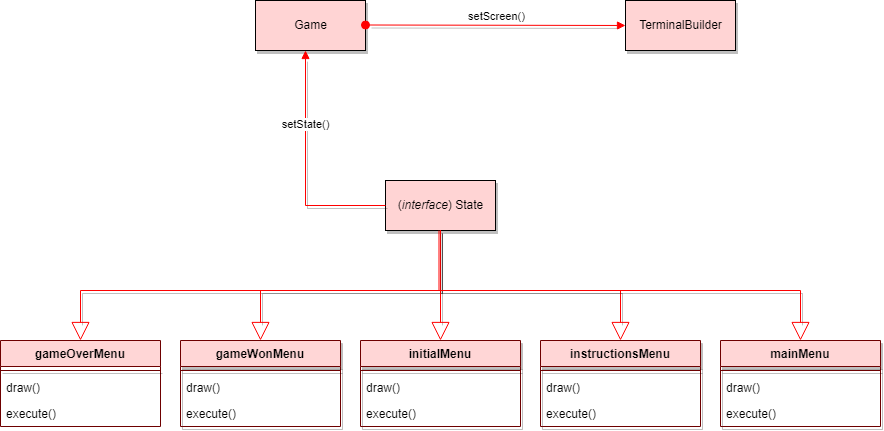 Game
setScreen()
TerminalBuilder
setState()
(interface) State
gameOverMenu
gameWonMenu
initialMenu
instructionsMenu
mainMenu
draw()
draw()
draw()
draw()
draw()
execute()
execute()
execute()
execute()
execute()